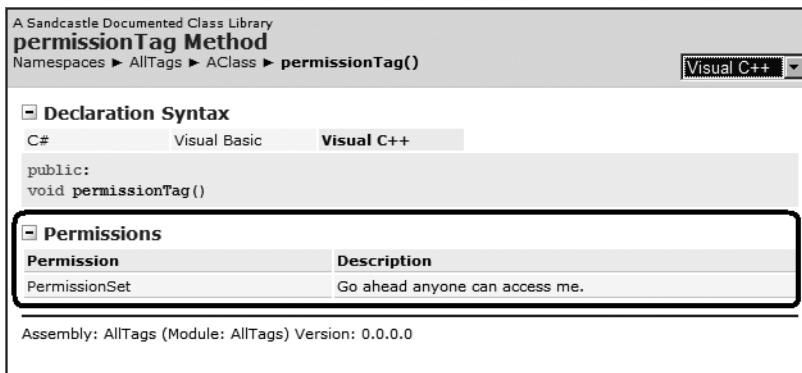 A Sandcastle Documented Class Library
permissionTag Method
Namespaces ► AllTags ► AClass ► permissionTag()
Visual C++
Declaration Syntax
C# Visual Basic Visual C++
public:
void permissionTag()
Permissions
Permission Description
PermissionSet Go ahead anyone can access me.
Assembly: AllTags (Module: AllTags) Version: 0.0.0.0